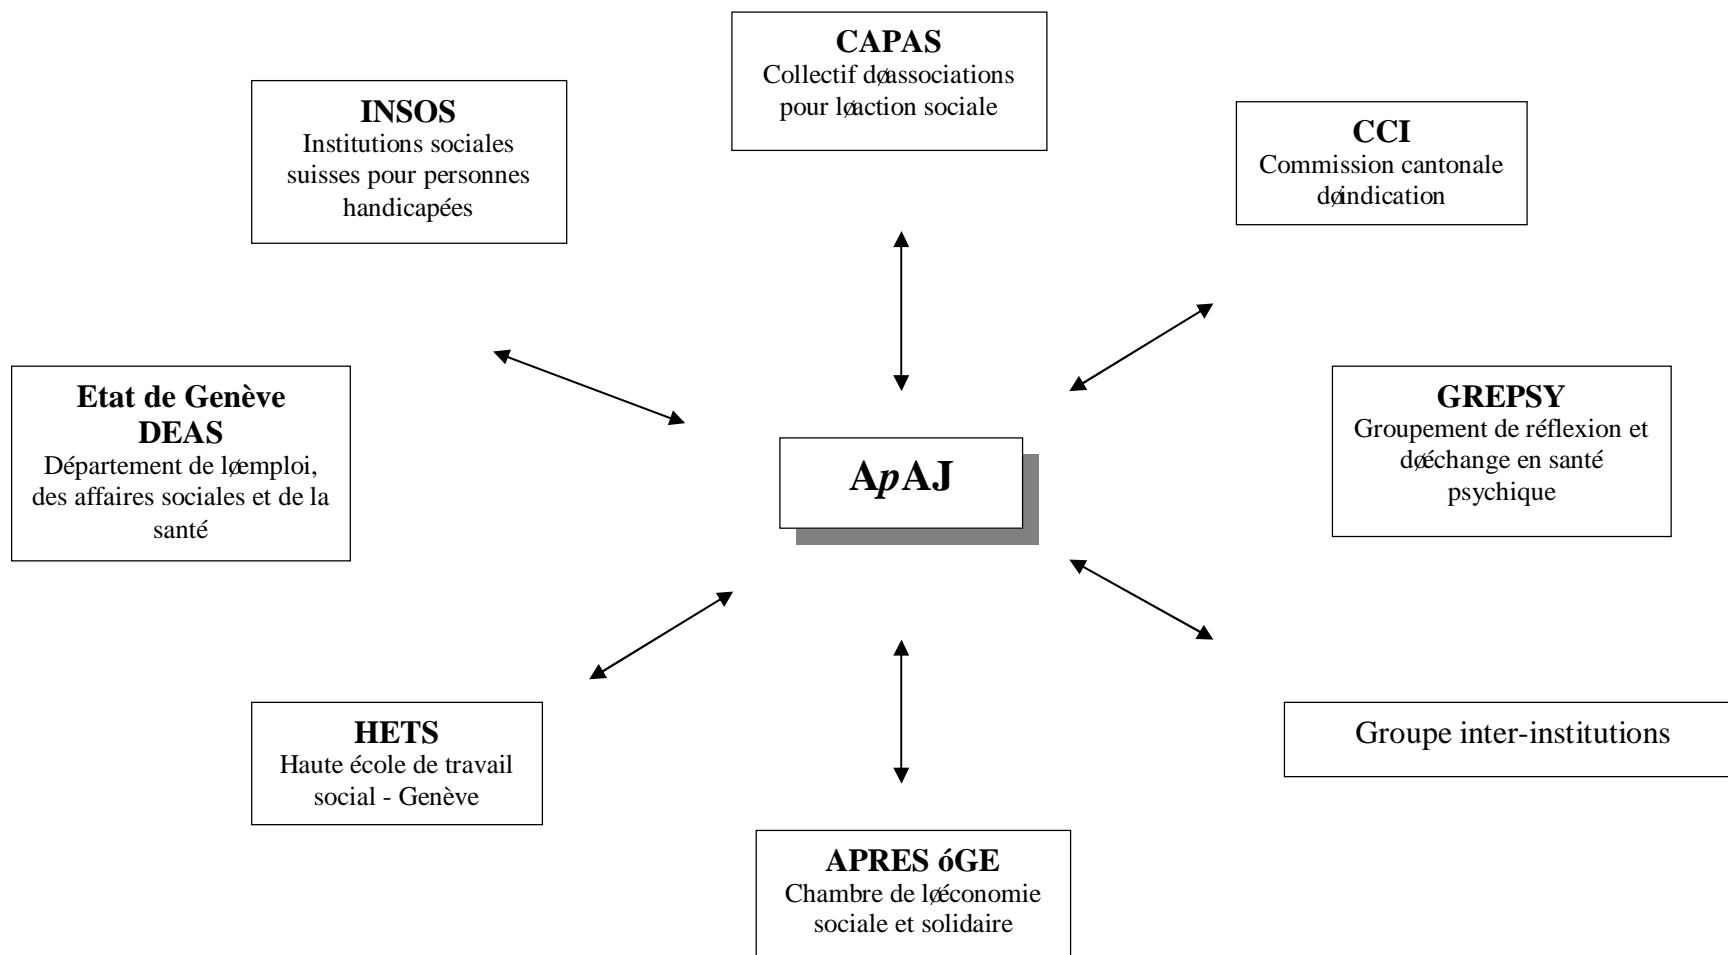 CAPAS
Collectif døassociations
pour løaction sociale
INSOS
Institutions sociales
suisses pour personnes
handicapées
CCI
Commission cantonale
døindication
Etat de Genève
DEAS
Département de løemploi,
des affaires sociales et de la
santé
ApAJ
GREPSY
Groupement de réflexion et
døéchange en santé
psychique
HETS
Haute école de travail
social - Genève
Groupe inter-institutions
APRES óGE
Chambre de løéconomie
sociale et solidaire